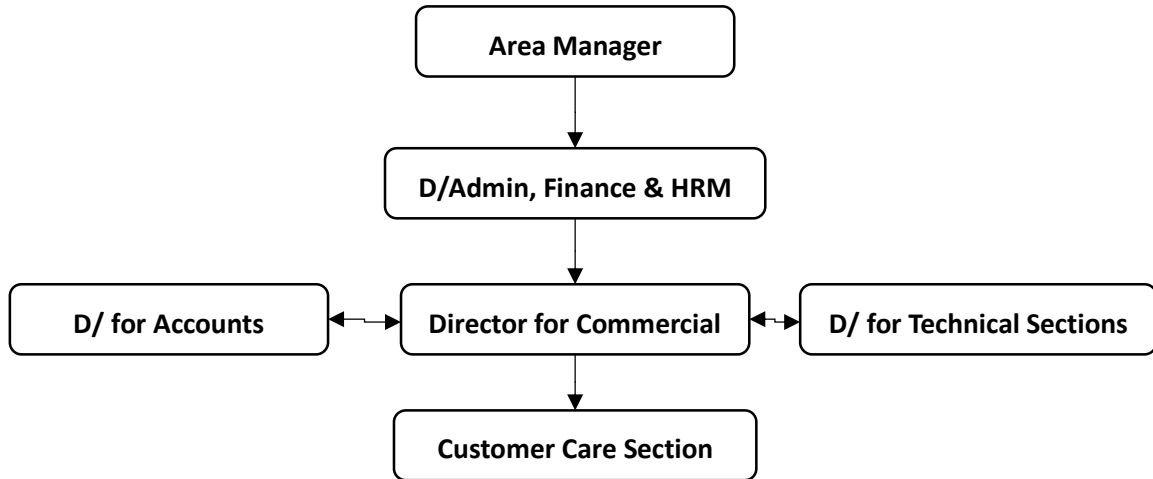 Area Manager
D/Admin, Finance & HRM
D/ for Accounts
Director for Commercial
D/ for Technical Sections
Customer Care Section